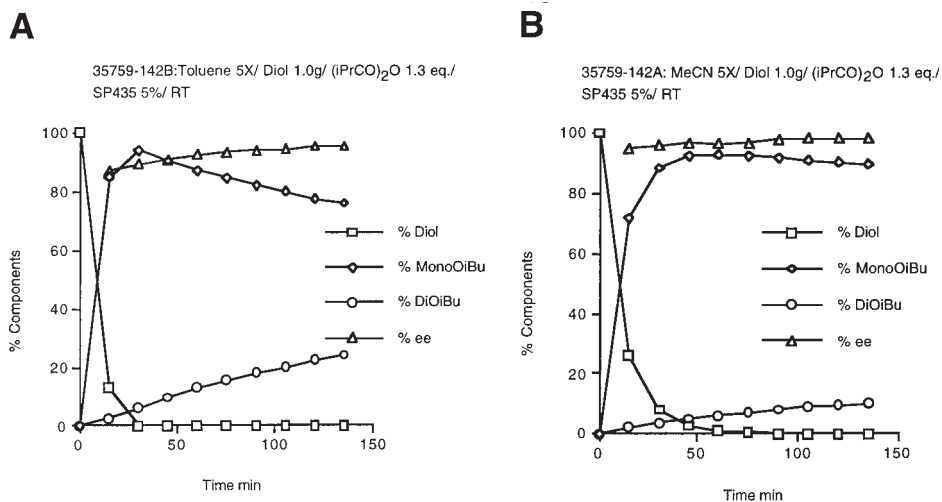 A
35759-142B:Toluene 5X/ Diol 1.0g/ (iPrCO)2O 1.3 eq./
SP435 5%/ RT
100
80
60
40
20
0
% Components
0
50
100
150
Time min
% Diol
% MonoOiBu
% DiOiBu
% ee
B
35759-142A: MeCN 5X/ Diol 1.0g/ (iPrCO)2O 1.3 eq./
SP435 5%/ RT
100
80
60
40
20
0
% Components
0
50
100
150
Time min
% Diol
% MonoOiBu
% DiOiBu
% ee